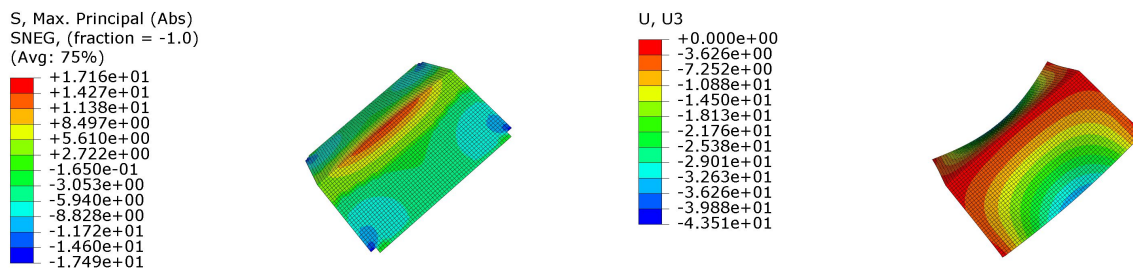 S, Max. Principal (Abs)
SNEG, (fraction = -1.0)
(Avg: 75%)
+1.716e+01
+1.427e+01
+1.138e+01
+8.497e+00
+5.610e+00
+2.722e+00
-1.650e-01
-3.053e+00
-5.940e+00
-8.828e+00
-1.172e+01
-1.460e+01
-1.749e+01
U, U3
+0.000e+00
-3.626e+00
-7.252e+00
-1.088e+01
-1.450e+01
-1.813e+01
-2.176e+01
-2.538e+01
-2.901e+01
-3.263e+01
-3.626e+01
-3.988e+01
-4.351e+01